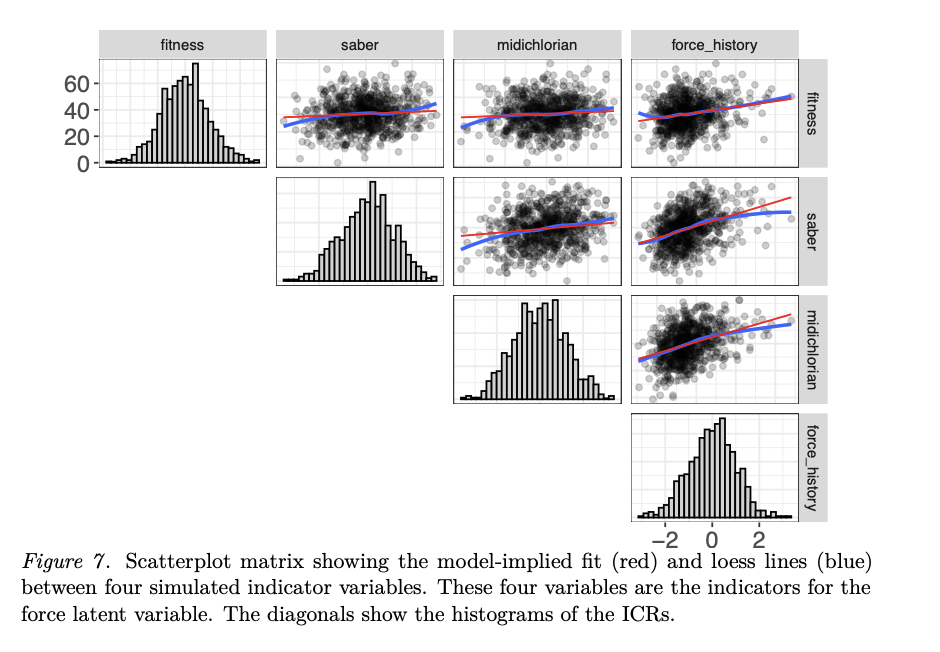 fitness
saber
midichlorian
force_history
60
40
20
0
fitness
saber
midichlorian
force_history
−2 0 2
Figure 7. Scatterplot matrix showing the model-implied fit (red) and loess lines (blue)
between four simulated indicator variables. These four variables are the indicators for the
force latent variable. The diagonals show the histograms of the ICRs.